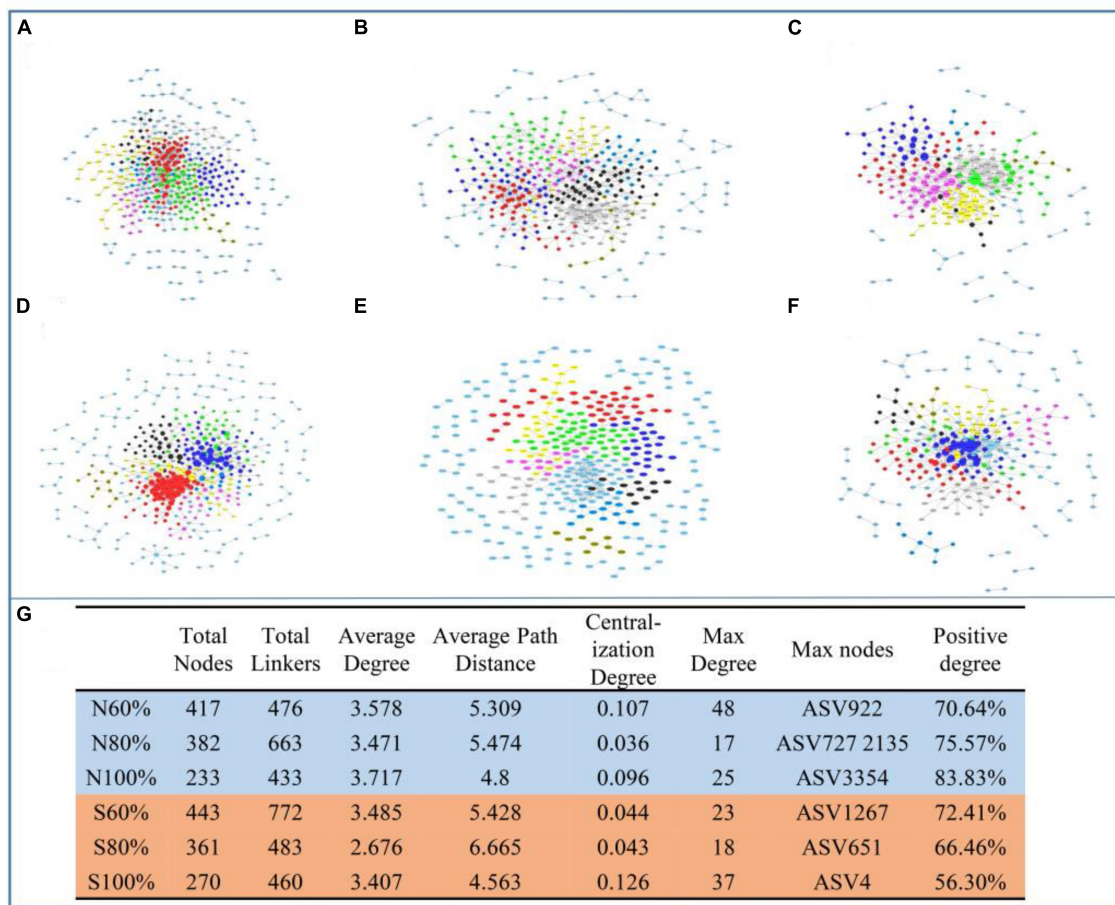 A
B
C
D
E
F
G
Total Nodes Total Linkers Average Degree Average Path Distance Central-ization Degree Max Degree Max nodes Positive degree
N60% 417 476 3.578 5.309 0.107 48 ASV922 70.64%
N80% 382 663 3.471 5.474 0.036 17 ASV727 2135 75.57%
N100% 233 433 3.717 4.8 0.096 25 ASV3354 83.83%
S60% 443 772 3.485 5.428 0.044 23 ASV1267 72.41%
S80% 361 483 2.676 6.665 0.043 18 ASV651 66.46%
S100% 270 460 3.407 4.563 0.126 37 ASV4 56.30%